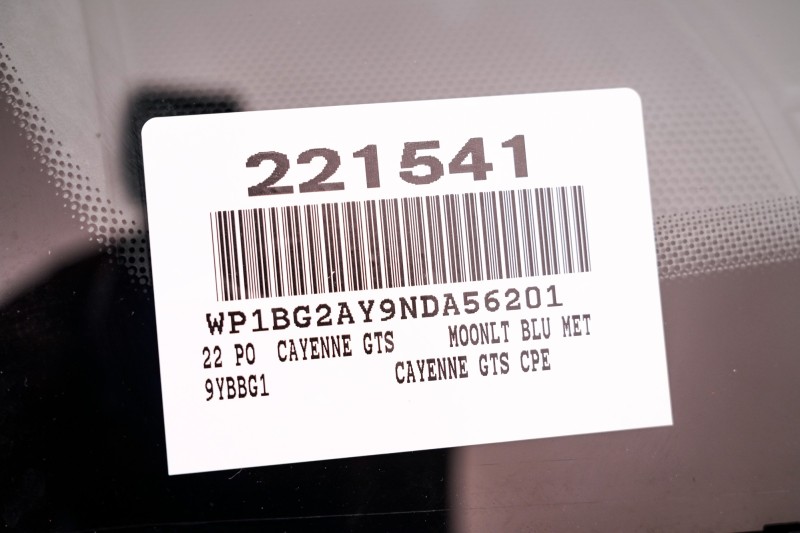 221541
WP1BG2AY9NDA56201
22 PO CAYENNE GTS MOONLT BLU MET
9YBBG1 CAYENNE GTS CPE